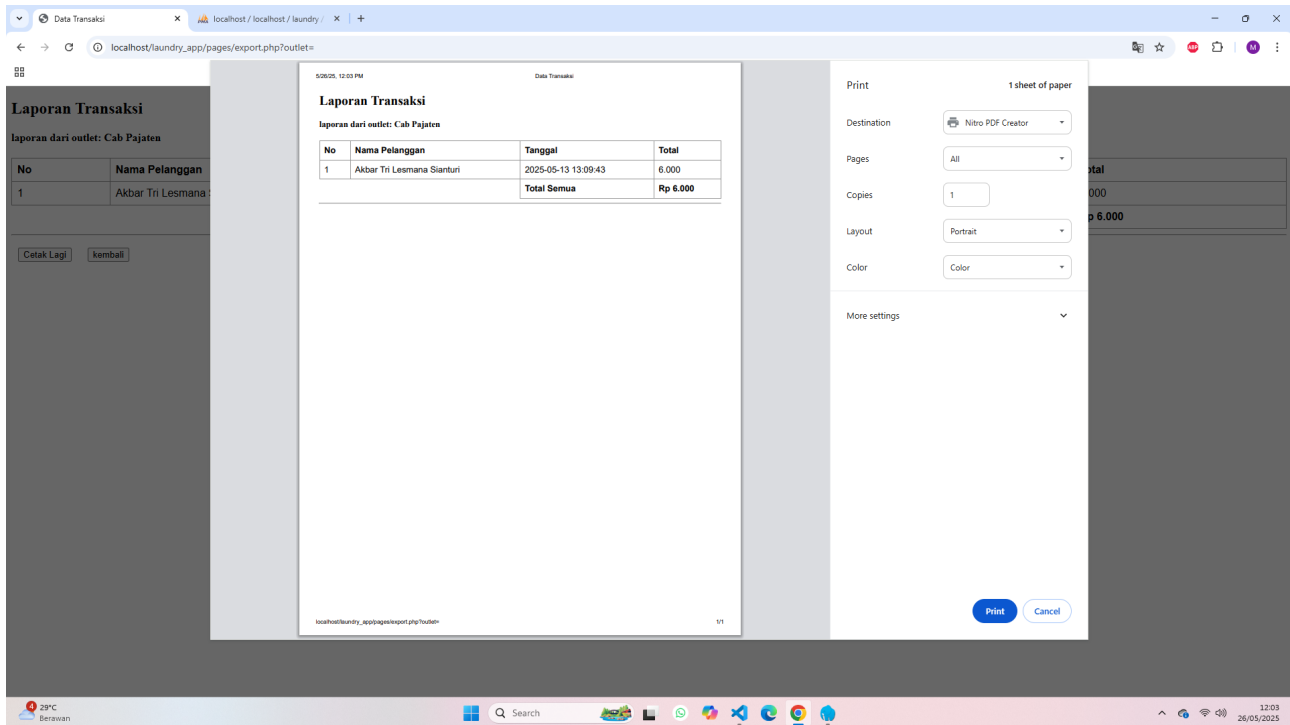 Data Transaksi
localhost / localhost / laundry /
localhost/laundry_app/pages/export.php?outlet=
ABP
M
Laporan Transaksi
laporan dari outlet: Cab Pajaten
No Nama Pelanggan
1 Akbar Tri Lesmana
Cetak Lagi kembali
otal
000
p 6.000
5/26/25, 12:03 PM Data Transaksi
Laporan Transaksi
laporan dari outlet: Cab Pajaten
No Nama Pelanggan Tanggal Total
1 Akbar Tri Lesmana Sianturi 2025-05-13 13:09:43 6.000
Total Semua Rp 6.000
localhost/laundry_app/pages/export.php?outlet= 1/1
Print 1 sheet of paper
Destination Nitro PDF Creator
Pages All
Copies 1
Layout Portrait
Color Color
More settings
Print Cancel
4
29°C
Berawan
Search
12:03
26/05/2025